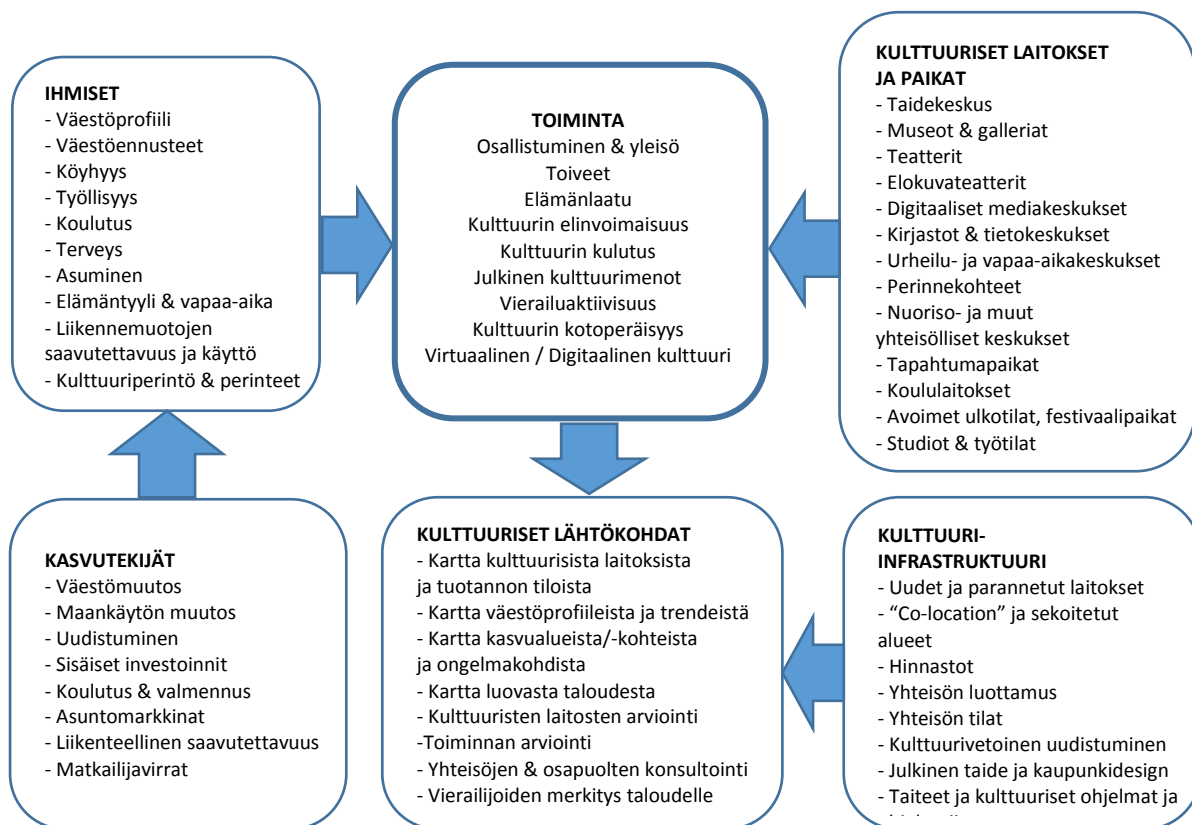 IHMISET
- Väestöprofiili
- Väestöennusteet
- Köyhyys
- Työllisyys
- Koulutus
- Terveys
- Asuminen
- Elämäntyyli & vapaa-aika
- Liikennemuotojen
saavutettavuus ja käyttö
- Kulttuuriperintö & perinteet
TOIMINTA
Osallistuminen & yleisö
Toiveet
Elämänlaatu
Kulttuurin elinvoimaisuus
Kulttuurin kulutus
Julkinen kulttuurimenot
Vierailuaktiivisuus
Kulttuurin kotoperäisyys
Virtuaalinen / Digitaalinen kulttuuri
KULTTUURISET LAITOKSET
JA PAIKAT
- Taidekeskus
- Museot & galleriat
- Teatterit
- Elokuvateatterit
- Digitaaliset mediakeskukset
- Kirjastot & tietokeskukset
- Urheilu- ja vapaa-aikakeskukset
- Perinnekohteet
- Nuoriso- ja muut
yhteisölliset keskukset
- Tapahtumapaikat
- Koululaitokset
- Avoimet ulkotilat, festivaalipaikat
- Studiot & työtilat
KASVUTEKIJÄT
- Väestömuutos
- Maankäytön muutos
- Uudistuminen
- Sisäiset investoinnit
- Koulutus & valmennus
- Asuntomarkkinat
- Liikenteellinen saavutettavuus
- Matkailijavirrat
KULTTUURISET LÄHTÖKOHDAT
- Kartta kulttuurisista laitoksista
ja tuotannon tiloista
- Kartta väestöprofiileista ja trendeistä
- Kartta kasvualueista/-kohteista
ja ongelmakohdista
- Kartta luovasta taloudesta
- Kulttuuristen laitosten arviointi
-Toiminnan arviointi
- Yhteisöjen & osapuolten konsultointi
- Vierailijoiden merkitys taloudelle
KULTTUURI-
INFRASTRUKTUURI
- Uudet ja parannetut laitokset
- “Co-location” ja sekoitetut
alueet
- Hinnastot
- Yhteisön luottamus
- Yhteisön tilat
- Kulttuurivetoinen uudistuminen
- Julkinen taide ja kaupunkidesign
- Taiteet ja kulttuuriset ohjelmat ja